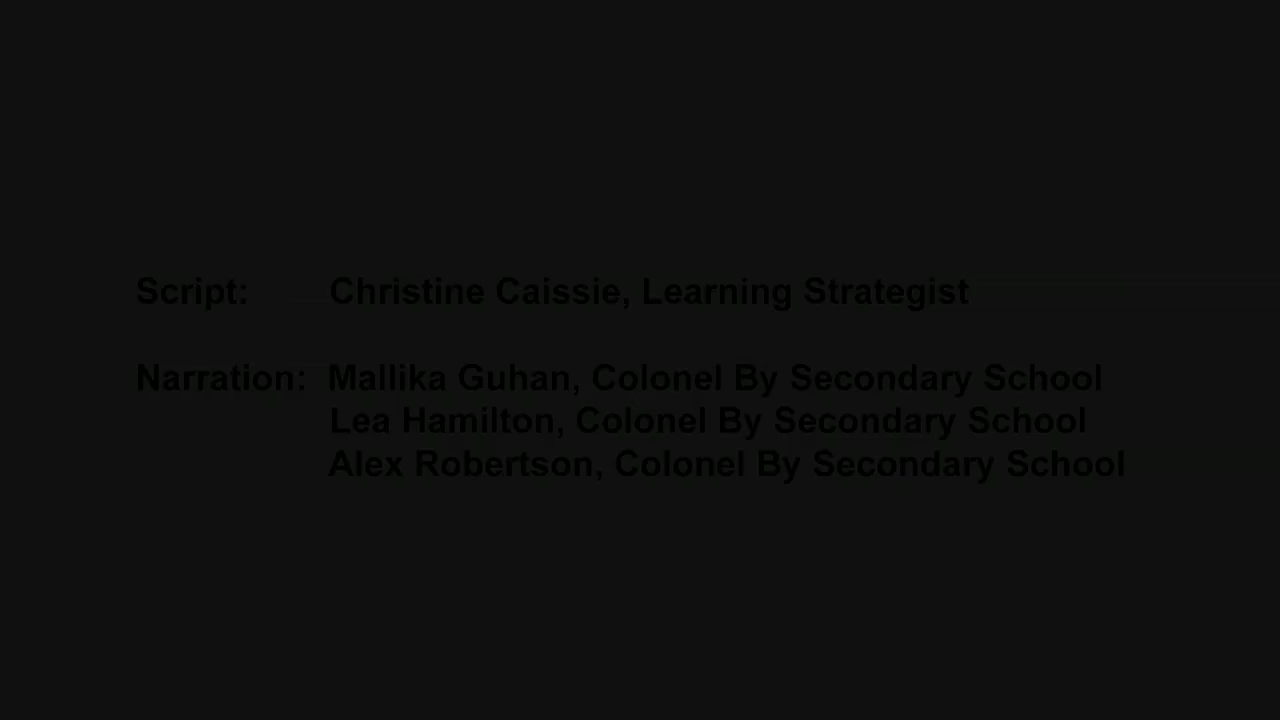 Script: Christine Caissie, Learning Strategist
Narration: Mallika Guhan, Colonel By Secondary School
Lea Hamilton, Colonel By Secondary School
Alex Robertson, Colonel By Secondary School